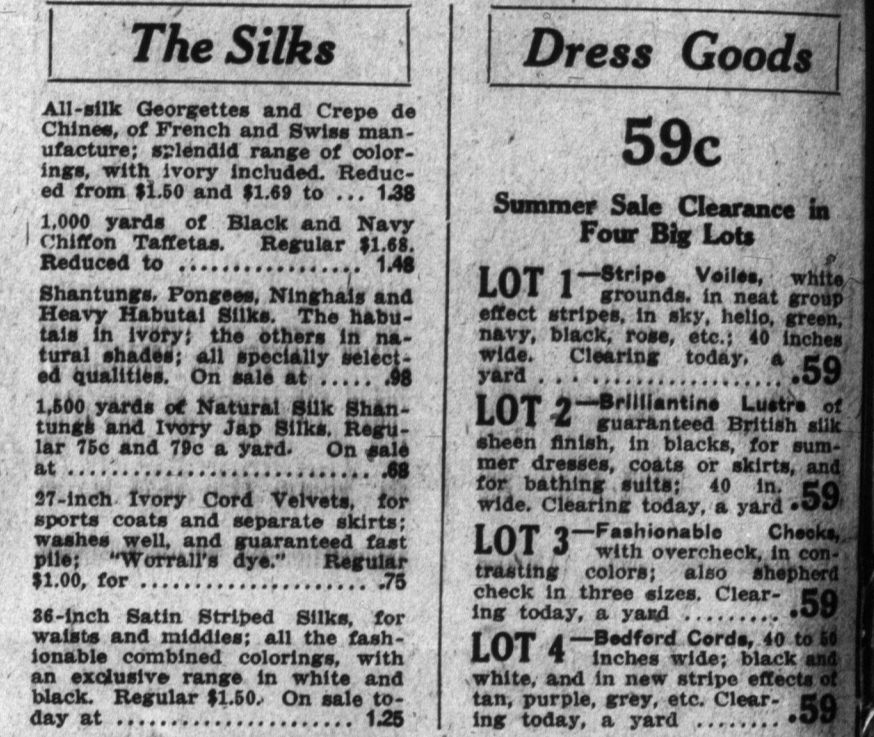 The Silks
All-silk Georgettes and Crepe de
Chines, of French and Swiss man-
ufacture; splendid range of color-
ings, with ivory included. Reduc-
ed from $1.50 and $1.69 to ... 1.38
1,000 yards of Black and Navy
Chiffon Taffetas. Regular $1.68.
Reduced to ................. 1.48
Shantungs, Pongees, Ninghais and
Heavy Habutai Silks. The habu-
tais in ivory; the others in na-
tural shades; all specially select-
ed qualities. On sale at ..... .98
1,500 yards of Natural Silk Shan-
tungs and Ivory Jap Silks. Regu-
lar 75c and 79c a yard. On sale
at ............................. .68
27-inch Ivory Cord Velvets, for
sports coats and separate skirts;
washes well, and guaranteed fast
pile; "Worrall's dye." Regular
$1.00, for ...................... .75
36-inch Satin Striped Silks, for
waists and middies; all the fash-
ionable combined colorings, with
an exclusive range in white and
black. Regular $1.50. On sale to-
day at ...................... 1.25
Dress Goods
59c
Summer Sale Clearance in
Four Big Lots
LOT 1—Stripe Voiles, white
grounds, in neat group
effect stripes, in sky, helio, green,
navy, black, rose, etc.; 40 inches
wide. Clearing today, a
yard .................... .59
LOT 2—Brilliantine Lustre of
guaranteed British silk
sheen finish, in blacks, for sum-
mer dresses, coats or skirts, and
for bathing suits; 40 in.
wide. Clearing today, a yard .59
LOT 3—Fashionable Checks,
with overcheck, in con-
trasting colors; also shepherd
check in three sizes. Clear-
ing today, a yard ......... .59
LOT 4—Bedford Cords, 40 to 50
inches wide; black and
white, and in new stripe effects of
tan, purple, grey, etc. Clear-
ing today, a yard ........ .59